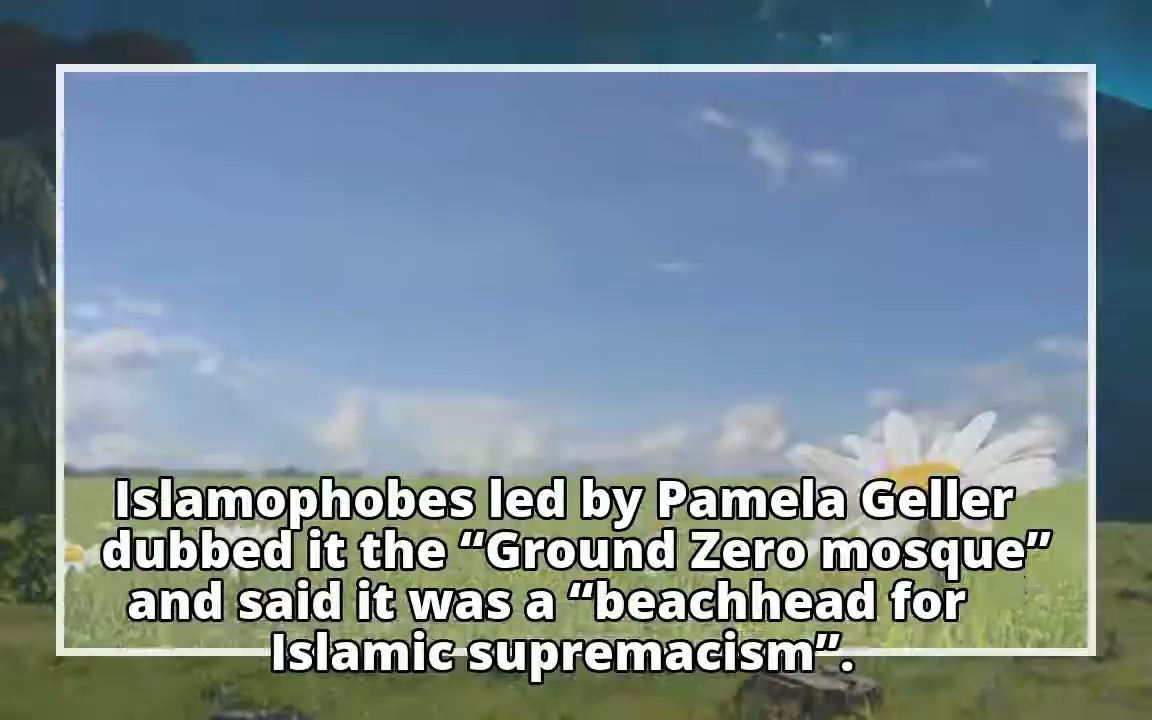 Islamophobes led by Pamela Geller
dubbed it the “Ground Zero mosque”
and said it was a “beachhead for
Islamic supremacism”.